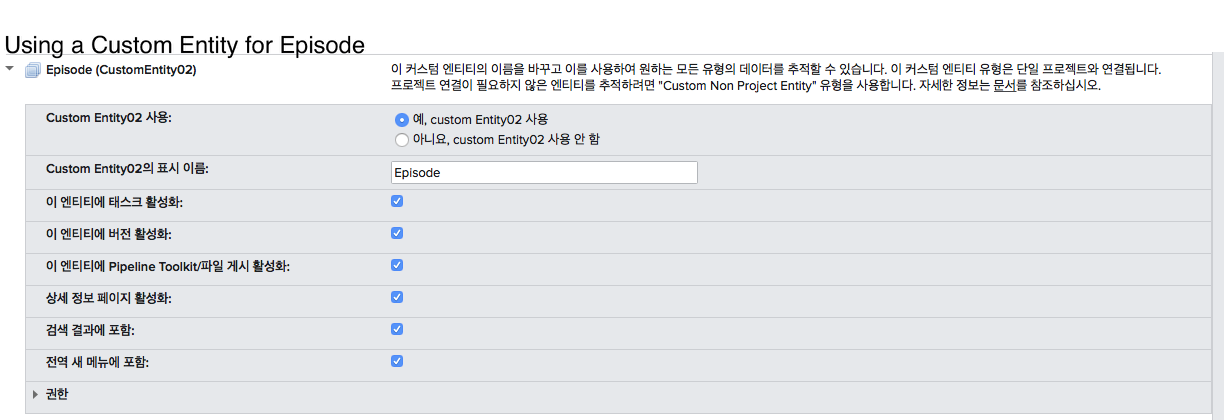 Using a Custom Entity for Episode
Episode (CustomEntity02)
이 커스텀 엔티티의 이름을 바꾸고 이를 사용하여 원하는 모든 유형의 데이터를 추적할 수 있습니다. 이 커스텀 엔티티 유형은 단일 프로젝트와 연결됩니다.
프로젝트 연결이 필요하지 않은 엔티티를 추적하려면 "Custom Non Project Entity" 유형을 사용합니다. 자세한 정보는 문서를 참조하십시오.
Custom Entity02 사용:
예, custom Entity02 사용
아니요, custom Entity02 사용 안 함
Custom Entity02의 표시 이름:
Episode
이 엔티티에 태스크 활성화:
이 엔티티에 버전 활성화:
이 엔티티에 Pipeline Toolkit/파일 게시 활성화:
상세 정보 페이지 활성화:
검색 결과에 포함:
전역 새 메뉴에 포함:
권한